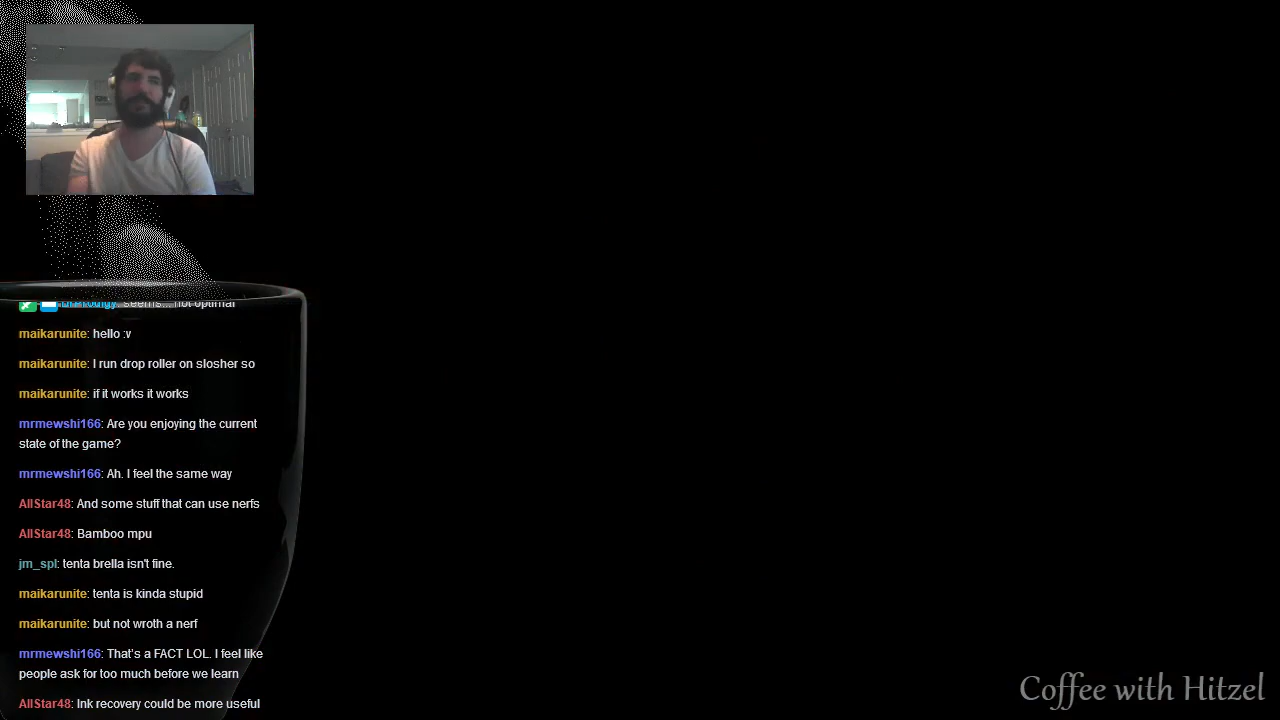 seems... not optimal
maikarunite: hello :v
maikarunite: I run drop roller on slosher so
maikarunite: if it works it works
mrmewshi166: Are you enjoying the current
state of the game?
mrmewshi166: Ah. I feel the same way
AllStar48: And some stuff that can use nerfs
AllStar48: Bamboo mpu
jm_spl: tenta brella isn't fine.
maikarunite: tenta is kinda stupid
maikarunite: but not wroth a nerf
mrmewshi166: That's a FACT LOL. I feel like
people ask for too much before we learn
AllStar48: Ink recovery could be more useful
Coffee with Hitzel